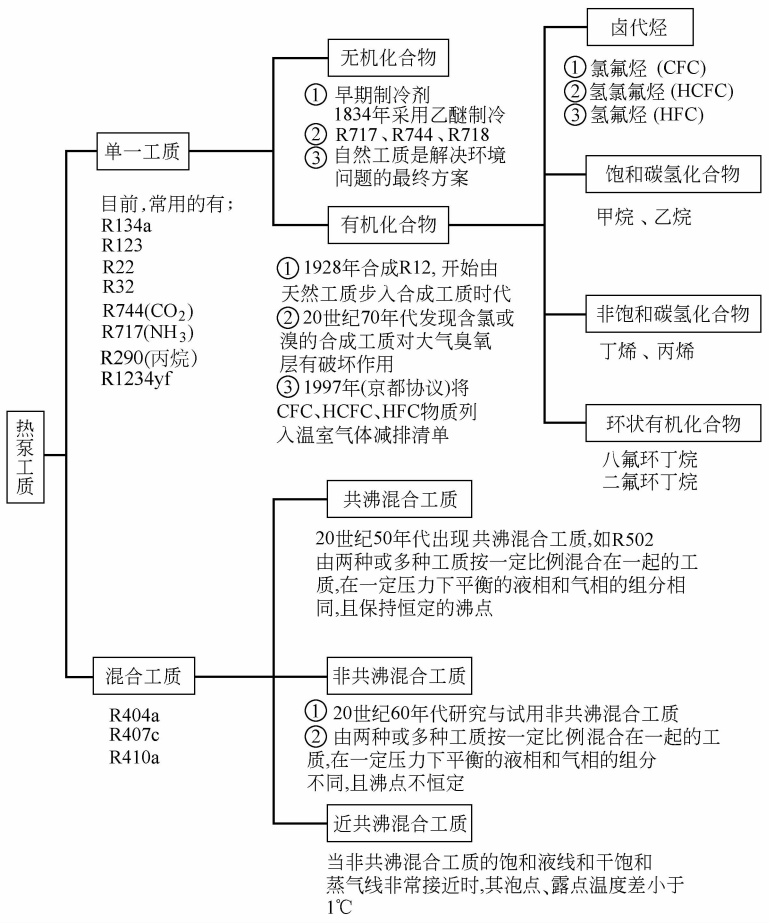 热泵工质
单一工质
目前,常用的有;
R134a
R123
R22
R32
R744(CO₂)
R717(NH₃)
R290(丙烷)
R1234yf
无机化合物
① 早期制冷剂
1834年采用乙醚制冷
② R717、R744、R718
③ 自然工质是解决环境
问题的最终方案
有机化合物
① 1928年合成R12, 开始由
天然工质步入合成工质时代
② 20世纪70年代发现含氯或
溴的合成工质对大气臭氧
层有破坏作用
③ 1997年(京都协议)将
CFC、HCFC、HFC物质列
入温室气体减排清单
卤代烃
① 氯氟烃 (CFC)
② 氢氯氟烃 (HCFC)
③ 氢氟烃 (HFC)
饱和碳氢化合物
甲烷、乙烷
非饱和碳氢化合物
丁烯、丙烯
环状有机化合物
八氟环丁烷
二氟环丁烷
混合工质
R404a
R407c
R410a
共沸混合工质
20世纪50年代出现共沸混合工质,如R502
由两种或多种工质按一定比例混合在一起的工
质,在一定压力下平衡的液相和气相的组分相
同,且保持恒定的沸点
非共沸混合工质
① 20世纪60年代研究与试用非共沸混合工质
② 由两种或多种工质按一定比例混合在一起的工
质,在一定压力下平衡的液相和气相的组分
不同,且沸点不恒定
近共沸混合工质
当非共沸混合工质的饱和液线和干饱和
蒸气线非常接近时,其泡点、露点温度差小于
1℃